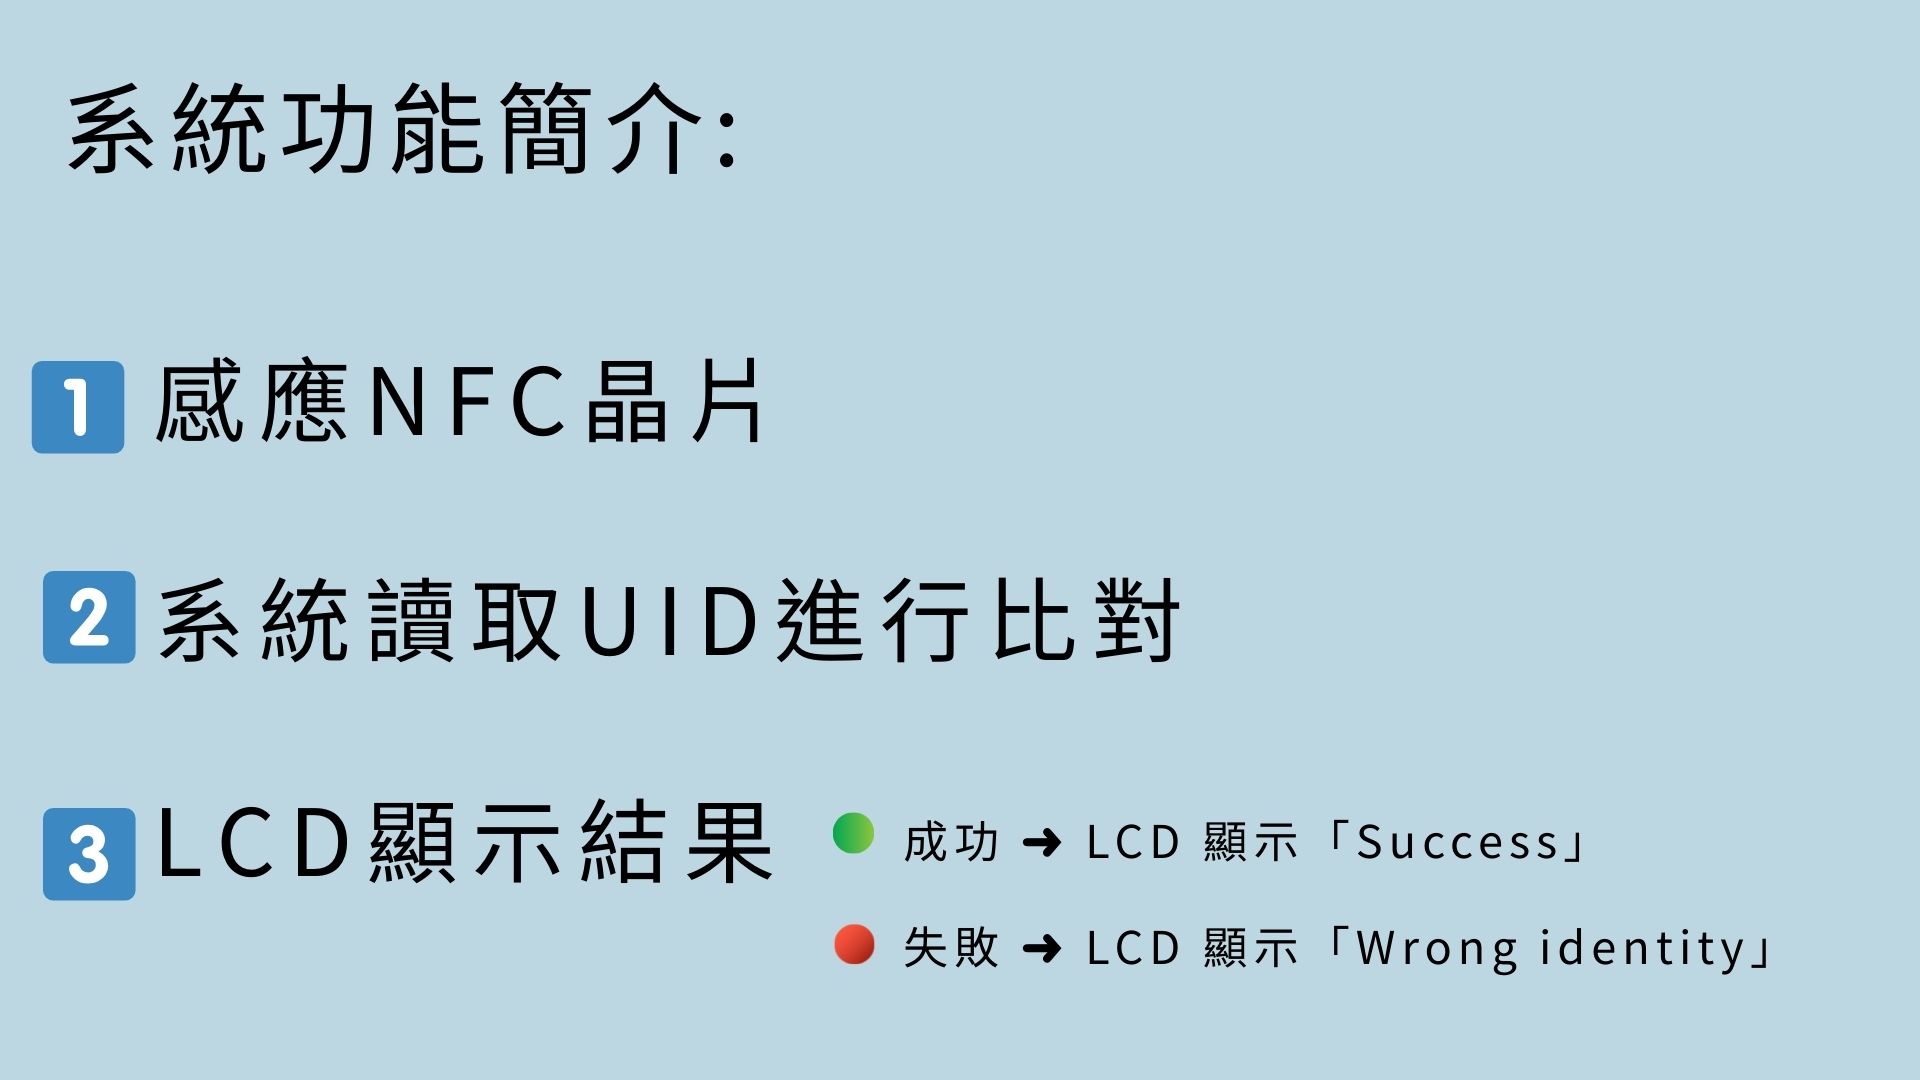 系統功能簡介:
1 感應NFC晶片
2 系統讀取UID進行比對
3 LCD顯示結果
成功 ➜ LCD 顯示「Success」
失敗 ➜ LCD 顯示「Wrong identity」